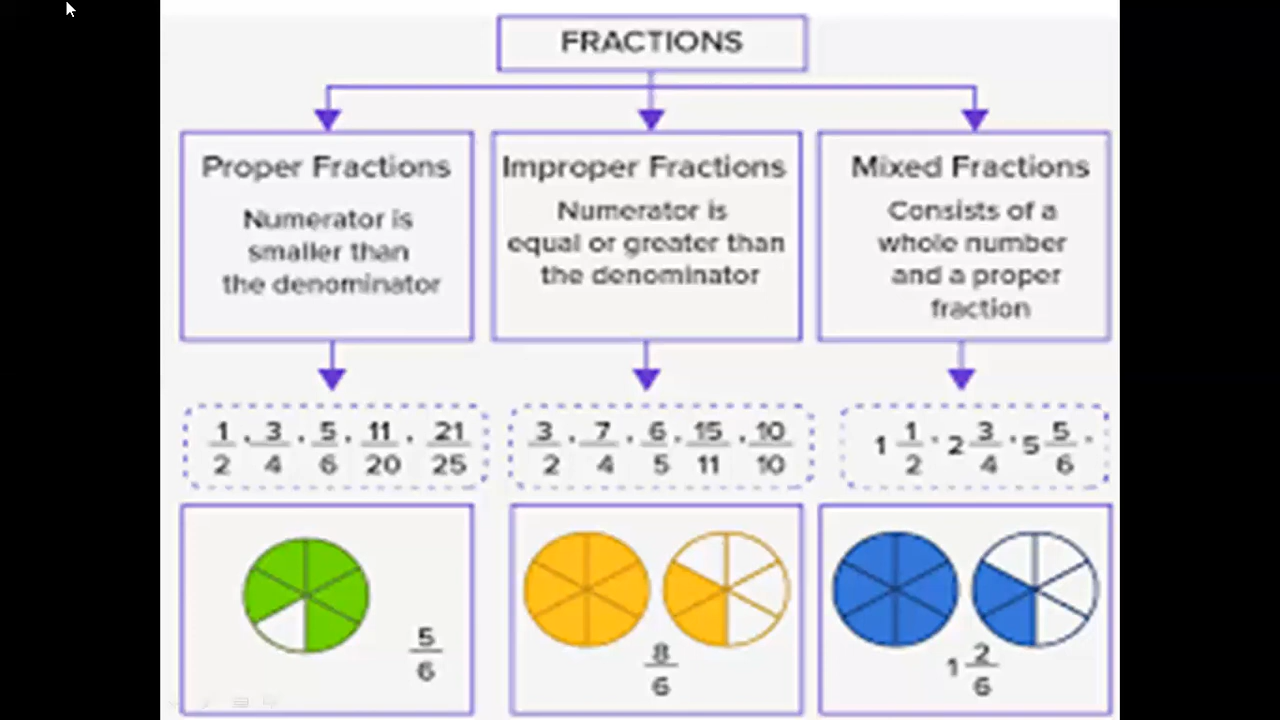 FRACTIONS
Proper Fractions
Numerator is
smaller than
the denominator
Improper Fractions
Numerator is
equal or greater than
the denominator
Mixed Fractions
Consists of a
whole number
and a proper
fraction
1/2 . 3/4 . 5/6 . 11/20 . 21/25
3/2 . 7/4 . 6/5 . 15/11 . 10/10
1 1/2 . 2 3/4 . 5 5/6 .
5/6
8/6
1 2/6